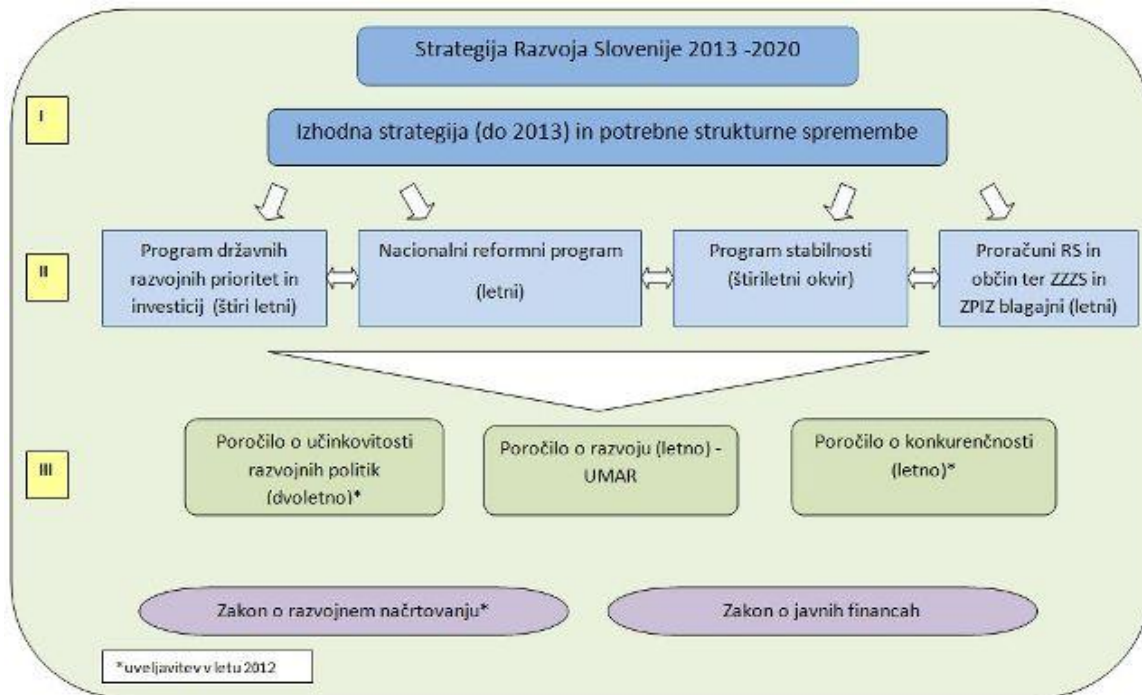 Strategija Razvoja Slovenije 2013 -2020
I
Izhodna strategija (do 2013) in potrebne strukturne spremembe
II
Program državnih
razvojnih prioritet in
investicij (štiri letni)
Nacionalni reformni program
(letni)
Program stabilnosti
(štiriletni okvir)
Proračuni RS in
občin ter ZZZS in
ZPIZ blagajni (letni)
III
Poročilo o učinkovitosti
razvojnih politik
(dvoletno)*
Poročilo o razvoju (letno) -
UMAR
Poročilo o konkurenčnosti
(letno)*
Zakon o razvojnem načrtovanju*
Zakon o javnih financah
*uveljavitev v letu 2012